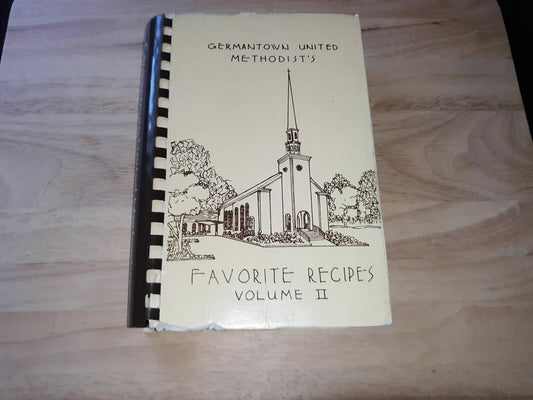 GERMANTOWN UNITED
METHODIST'S
FAVORITE RECIPES
VOLUME II